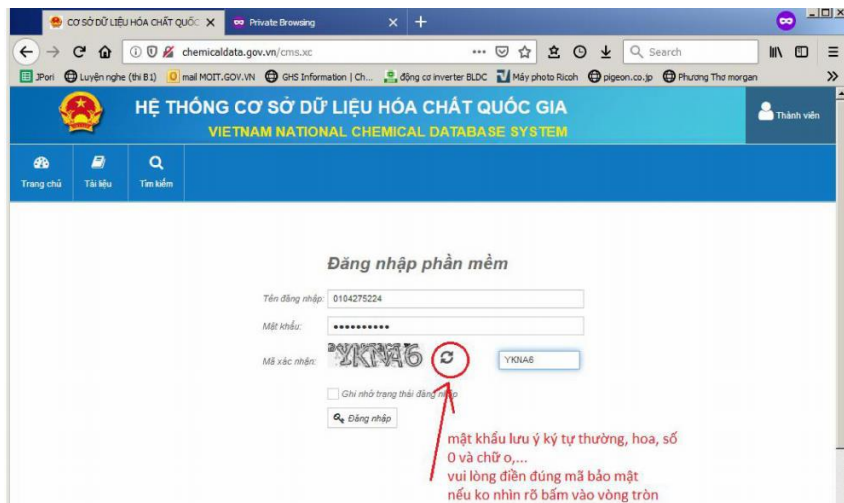 CƠ SỞ DỮ LIỆU HÓA CHẤT QUỐC
Private Browsing
chemicaldata.gov.vn/cms.xc
Search
JPori
Luyện nghe (thi B1)
mail MOIT.GOV.VN
GHS Information | Ch...
động cơ inverter BLDC
Máy photo Ricoh
pigeon.co.jp
Phương Thơ morgan
HỆ THỐNG CƠ SỞ DỮ LIỆU HÓA CHẤT QUỐC GIA
VIETNAM NATIONAL CHEMICAL DATABASE SYSTEM
Thành viên
Trang chủ
Tài liệu
Tìm kiếm
Đăng nhập phần mềm
Tên đăng nhập: 0104275224
Mật khẩu:
Mã xác nhận: YKNA6 YKNA6
Ghi nhớ trạng thái đăng nhập
Đăng nhập
mật khẩu lưu ý ký tự thường, hoa, số
0 và chữ o,...
vui lòng điền đúng mã bảo mật
nếu ko nhìn rõ bấm vào vòng tròn